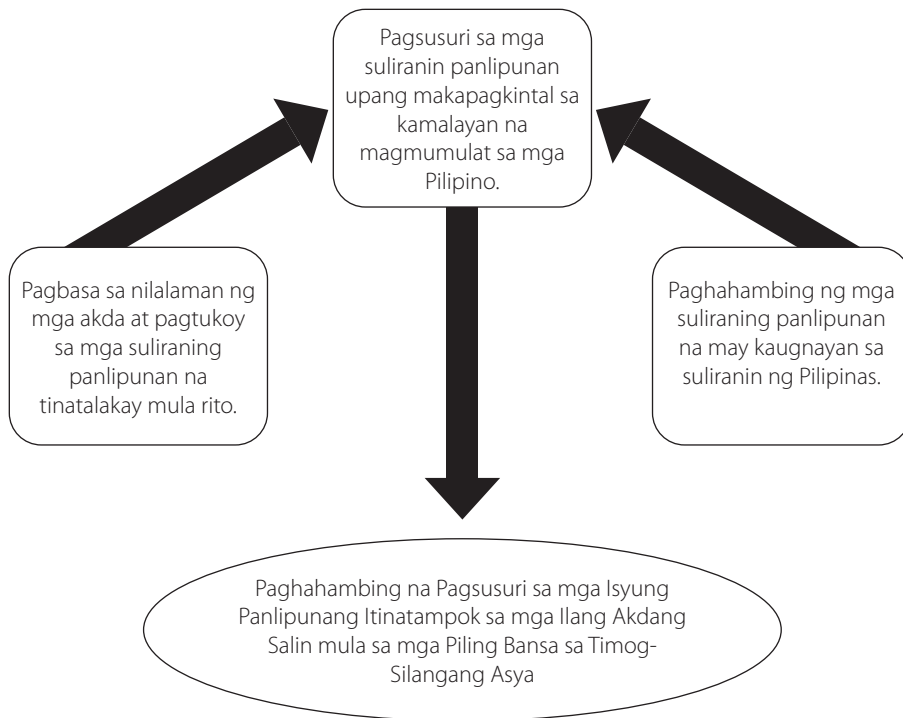 Pagsusuri sa mga
suliranin panlipunan
upang makapagkintal sa
kamalayan na
magmumulat sa mga
Pilipino.
Pagbasa sa nilalaman ng
mga akda at pagtukoy
sa mga suliraning
panlipunan na
tinatalakay mula rito.
Paghahambing ng mga
suliraning panlipunan
na may kaugnayan sa
suliranin ng Pilipinas.
Paghahambing na Pagsusuri sa mga Isyung
Panlipunang Itinatampok sa mga Ilang Akdang
Salin mula sa mga Piling Bansa sa Timog-
Silangang Asya